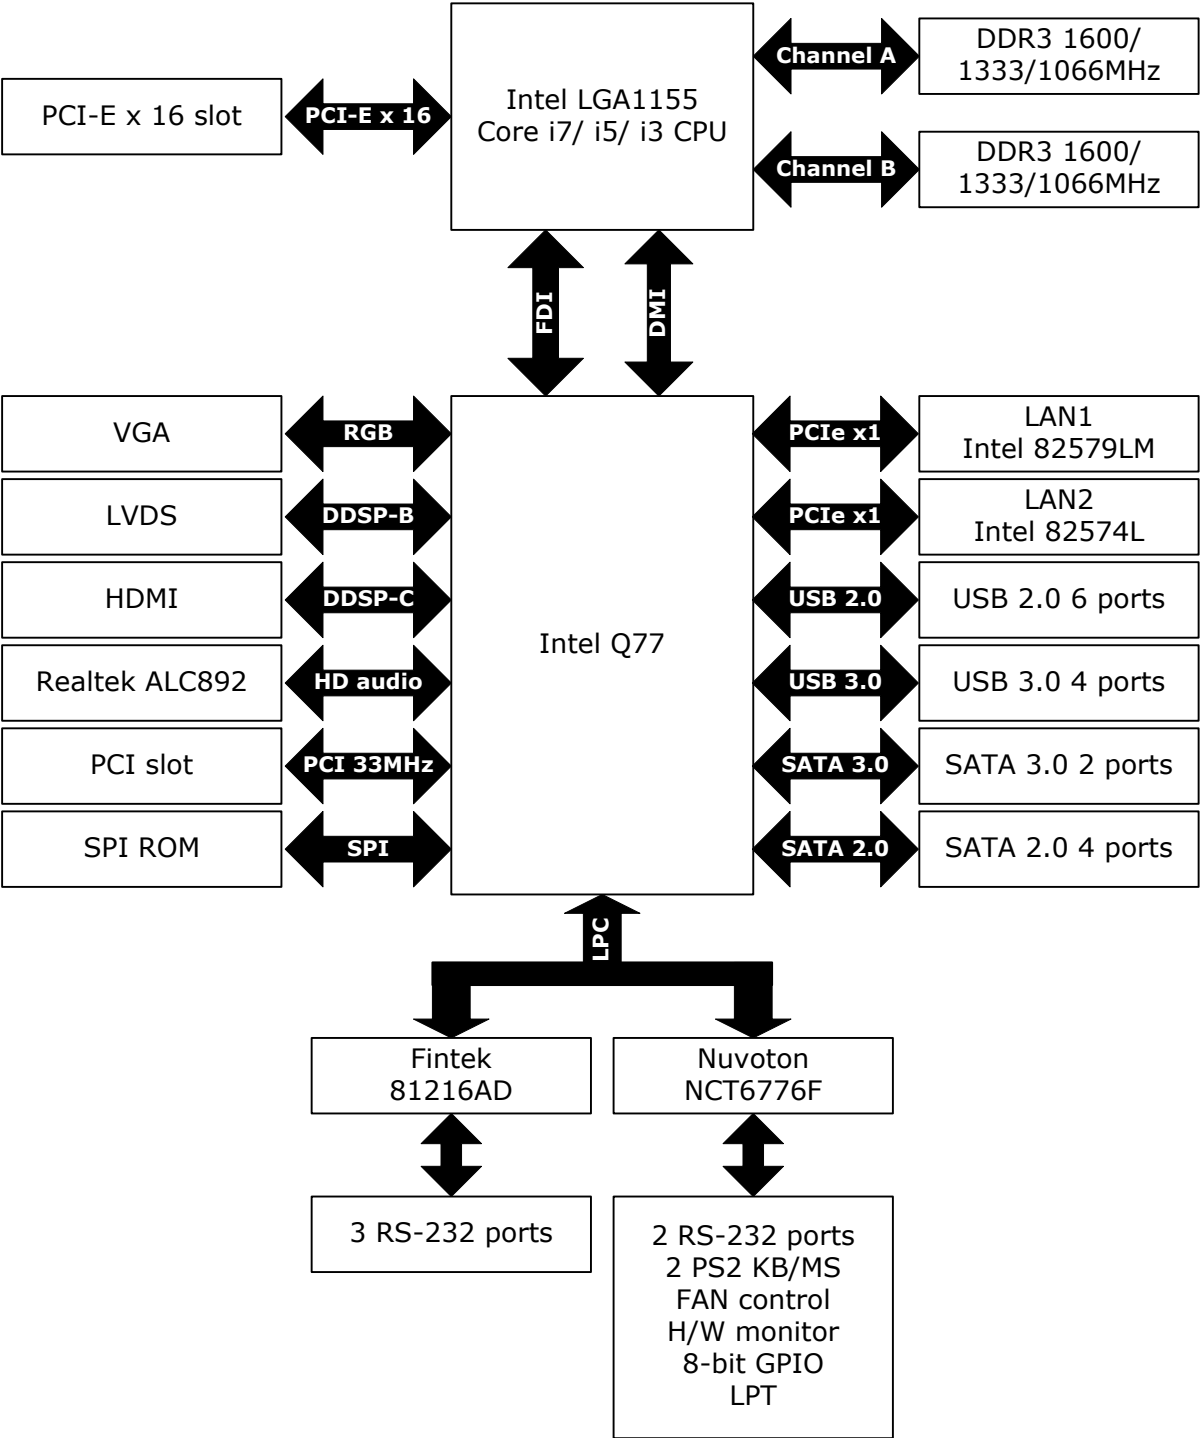 PCI-E x 16 slot
PCI-E x 16
Intel LGA1155
Core i7/ i5/ i3 CPU
Channel A
DDR3 1600/
1333/1066MHz
Channel B
DDR3 1600/
1333/1066MHz
FDI
DMI
VGA
RGB
LVDS
DDSP-B
HDMI
DDSP-C
Realtek ALC892
HD audio
PCI slot
PCI 33MHz
SPI ROM
SPI
Intel Q77
PCIe x1
LAN1
Intel 82579LM
PCIe x1
LAN2
Intel 82574L
USB 2.0
USB 2.0 6 ports
USB 3.0
USB 3.0 4 ports
SATA 3.0
SATA 3.0 2 ports
SATA 2.0
SATA 2.0 4 ports
LPC
Fintek
81216AD
3 RS-232 ports
Nuvoton
NCT6776F
2 RS-232 ports
2 PS2 KB/MS
FAN control
H/W monitor
8-bit GPIO
LPT